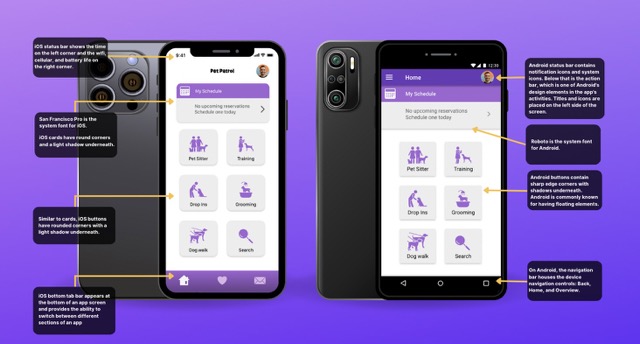 iOS status bar shows the time
on the left corner and the wifi,
cellular, and battery life on
the right corner.
San Francisco Pro is the
system font for iOS.
iOS cards have round corners
and a light shadow underneath.
Similar to cards, iOS buttons
have rounded corners with a
light shadow underneath.
iOS bottom tab bar appears at
the bottom of an app screen
and provides the ability to
switch between different
sections of an app
9:41
Pet Patrol
My Schedule
No upcoming reservations
Schedule one today
Pet Sitter
Training
Drop Ins
Grooming
Dog walk
Search
12:30
Home
My Schedule
No upcoming reservations
Schedule one today
Pet Sitter
Training
Drop Ins
Grooming
Dog walk
Search
Android status bar contains
notification icons and system
icons. Below that is the action
bar, which is one of Android's
design elements in the app's
activities. Titles and icons are
placed on the left side of the
screen.
Roboto is the system font
for Android.
Android buttons contain
sharp edge corners with
shadows underneath.
Android is commonly known
for having floating elements.
On Android, the navigation
bar houses the device
navigation controls: Back,
Home, and Overview.